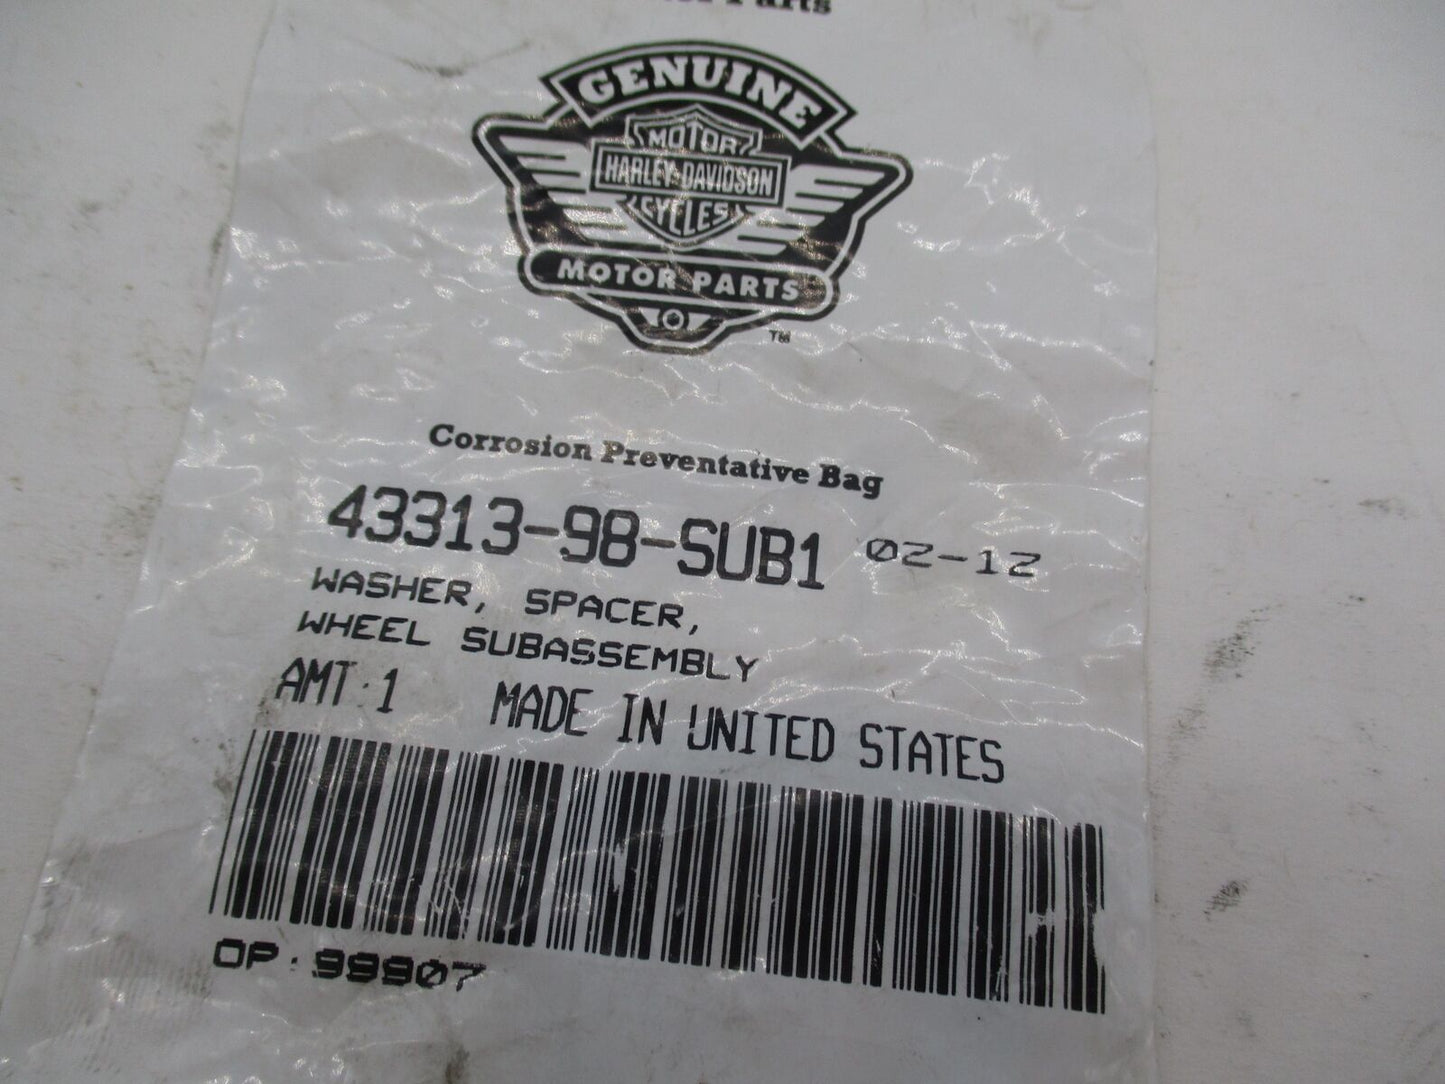 Parts
GENUINE
MOTOR
HARLEY-DAVIDSON
CYCLES
MOTOR PARTS
TM
Corrosion Preventative Bag
43313-98-SUB1 02-12
WASHER, SPACER,
WHEEL SUBASSEMBLY
AMT:1 MADE IN UNITED STATES
OP:99907